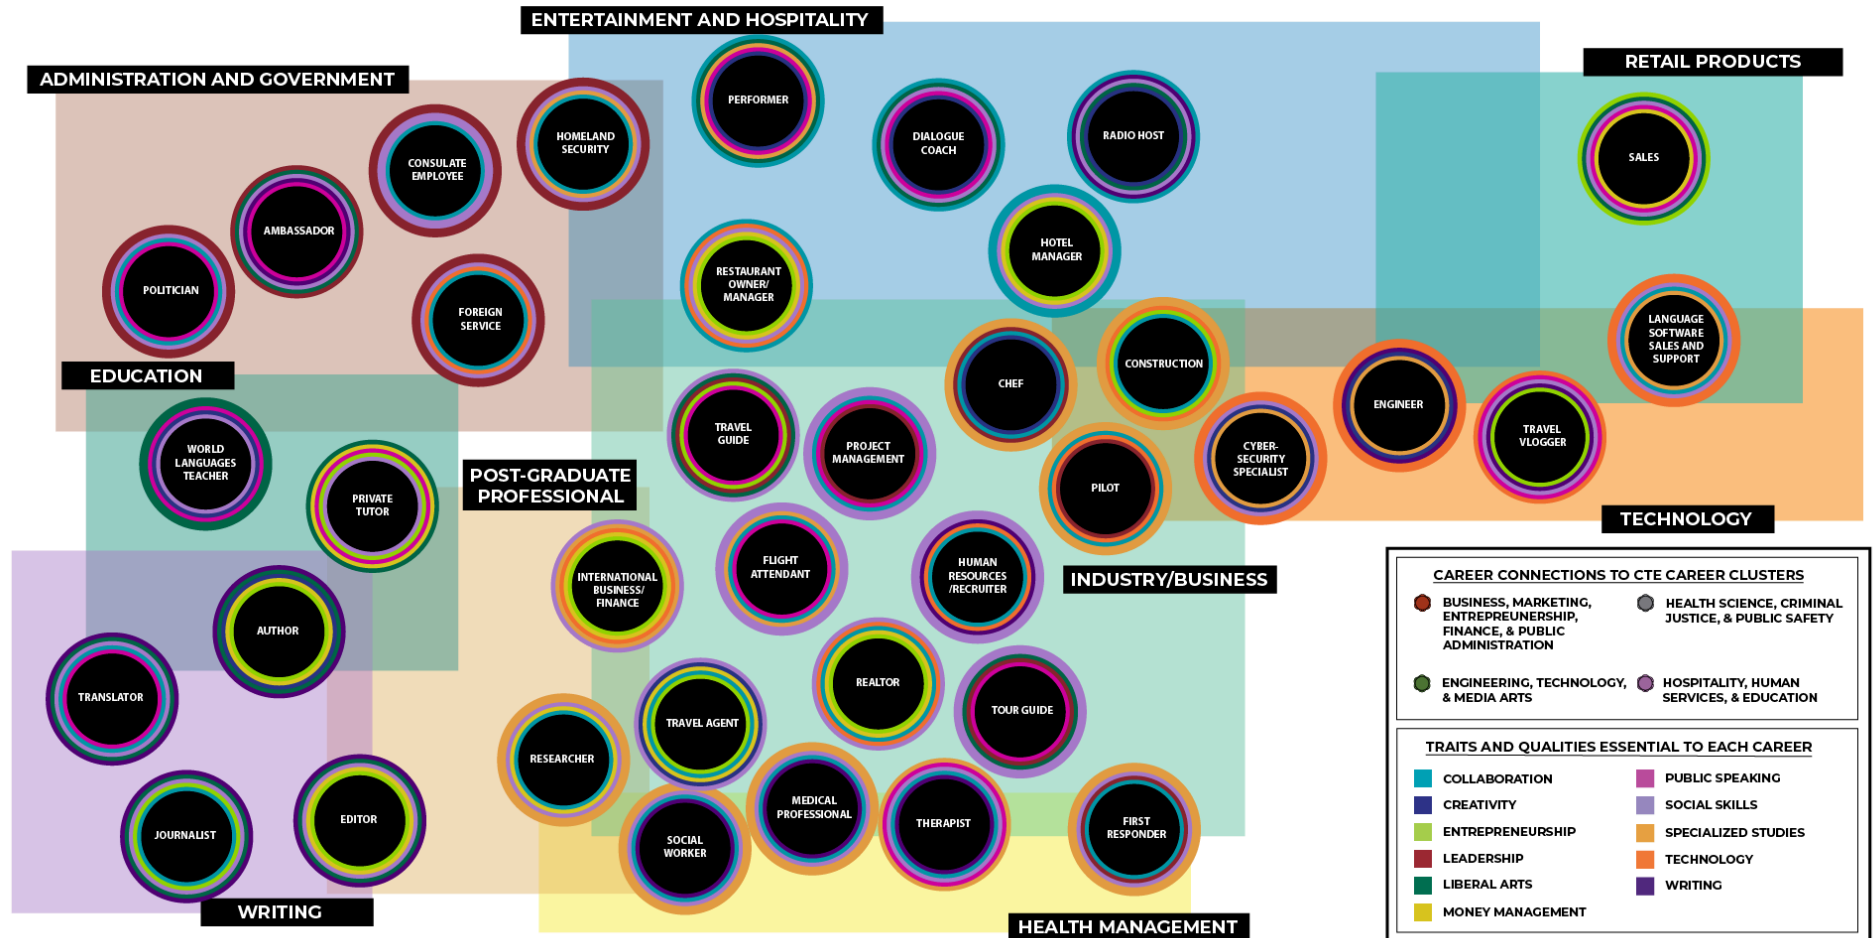 ENTERTAINMENT AND HOSPITALITY
ADMINISTRATION AND GOVERNMENT
RETAIL PRODUCTS
PERFORMER
HOMELAND
SECURITY
DIALOGUE
COACH
RADIO HOST
SALES
CONSULATE
EMPLOYEE
AMBASSADOR
HOTEL
MANAGER
POLITICIAN
RESTAURANT
OWNER/
MANAGER
FOREIGN
SERVICE
LANGUAGE
SOFTWARE
SALES AND
SUPPORT
EDUCATION
CHEF
CONSTRUCTION
ENGINEER
TRAVEL
GUIDE
PROJECT
MANAGEMENT
CYBER-
SECURITY
SPECIALIST
TRAVEL
VLOGGER
WORLD
LANGUAGES
TEACHER
PRIVATE
TUTOR
POST-GRADUATE
PROFESSIONAL
PILOT
TECHNOLOGY
INTERNATIONAL
BUSINESS/
FINANCE
FLIGHT
ATTENDANT
HUMAN
RESOURCES
/RECRUITER
INDUSTRY/BUSINESS
AUTHOR
TRANSLATOR
REALTOR
TRAVEL AGENT
TOUR GUIDE
RESEARCHER
JOURNALIST
EDITOR
SOCIAL
WORKER
MEDICAL
PROFESSIONAL
THERAPIST
FIRST
RESPONDER
WRITING
HEALTH MANAGEMENT
CAREER CONNECTIONS TO CTE CAREER CLUSTERS
BUSINESS, MARKETING,
ENTREPREUNERSHIP,
FINANCE, & PUBLIC
ADMINISTRATION
HEALTH SCIENCE, CRIMINAL
JUSTICE, & PUBLIC SAFETY
ENGINEERING, TECHNOLOGY,
& MEDIA ARTS
HOSPITALITY, HUMAN
SERVICES, & EDUCATION
TRAITS AND QUALITIES ESSENTIAL TO EACH CAREER
COLLABORATION
CREATIVITY
ENTREPRENEURSHIP
LEADERSHIP
LIBERAL ARTS
MONEY MANAGEMENT
PUBLIC SPEAKING
SOCIAL SKILLS
SPECIALIZED STUDIES
TECHNOLOGY
WRITING